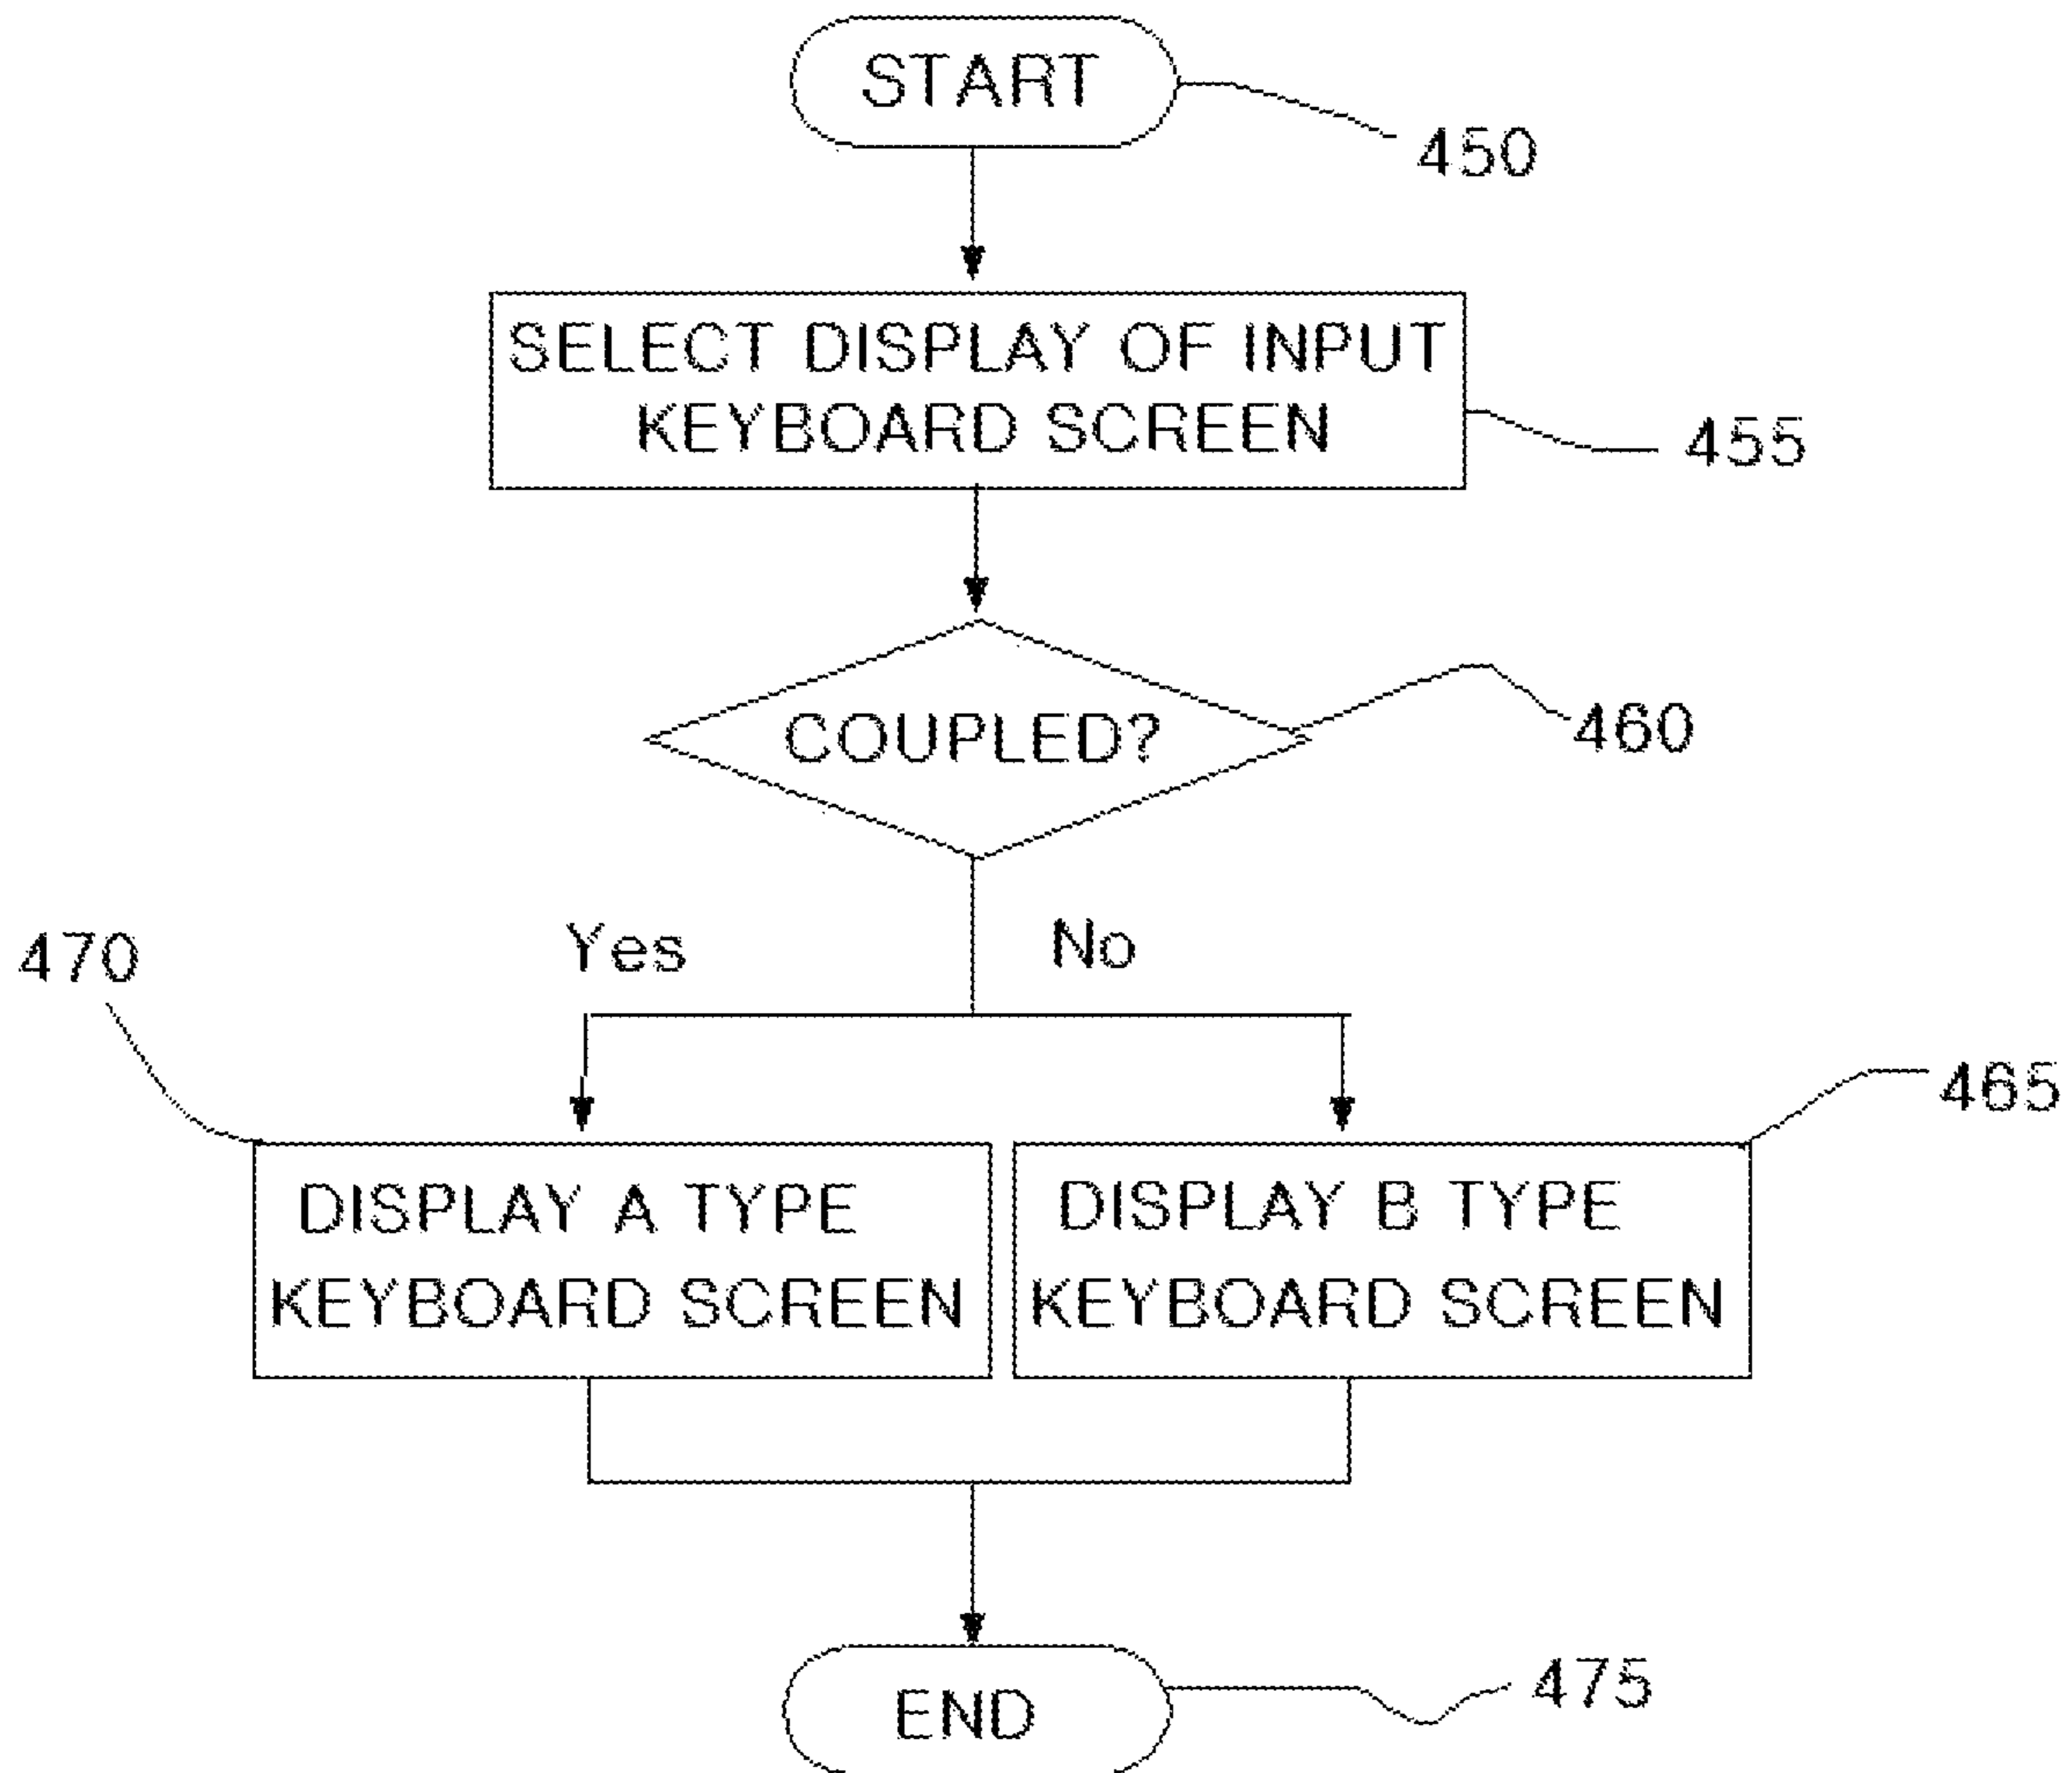 START
450
SELECT DISPLAY OF INPUT
KEYBOARD SCREEN
455
COUPLED?
460
Yes
No
470
465
DISPLAY A TYPE
KEYBOARD SCREEN
DISPLAY B TYPE
KEYBOARD SCREEN
END
475